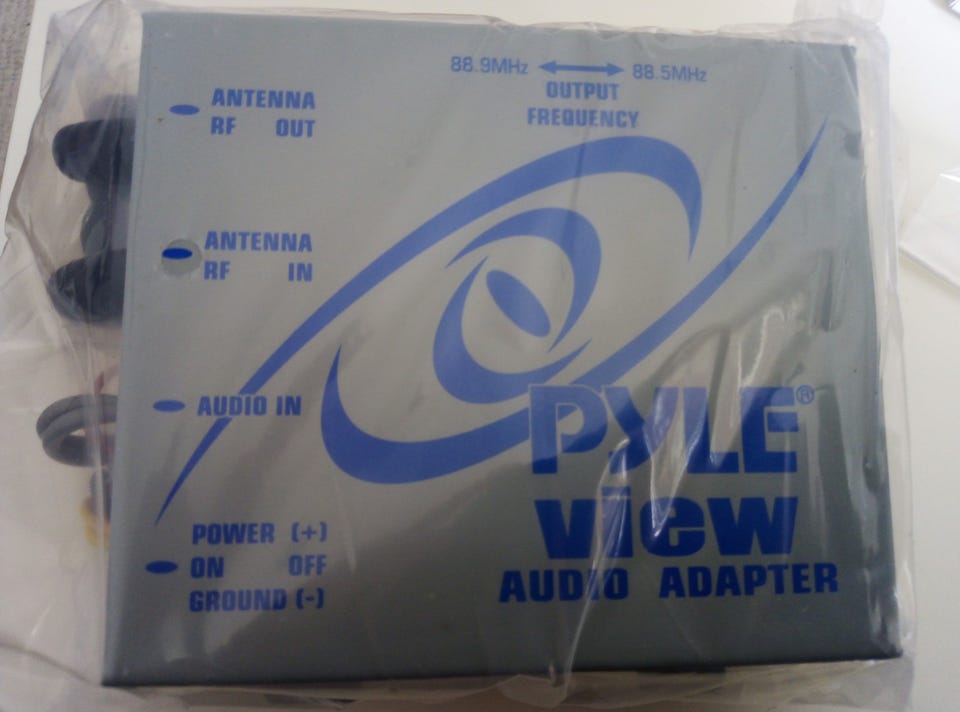 88.9MHz 88.5MHz
OUTPUT
FREQUENCY
ANTENNA
RF OUT
ANTENNA
RF IN
AUDIO IN
POWER (+)
ON OFF
GROUND (-)
PYLE®
view
AUDIO ADAPTER